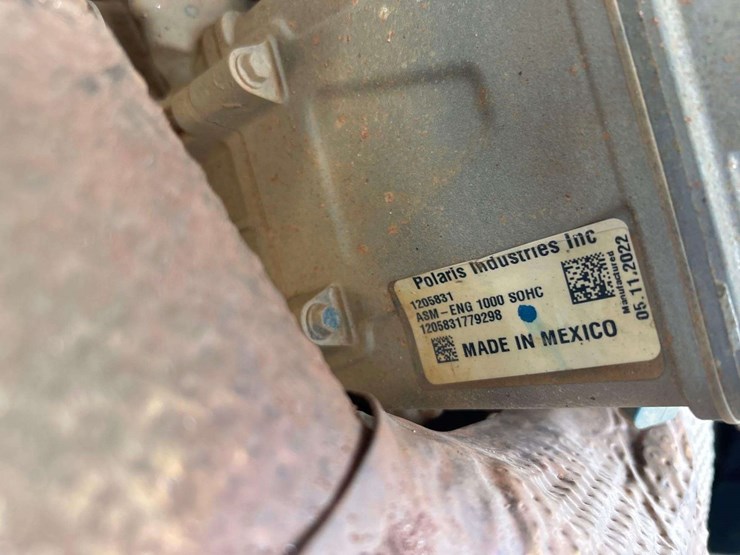 Polaris Industries Inc
1205831
ASM-ENG 1000 SOHC
1205831779298
MADE IN MEXICO
Manufactured
05.11.2022